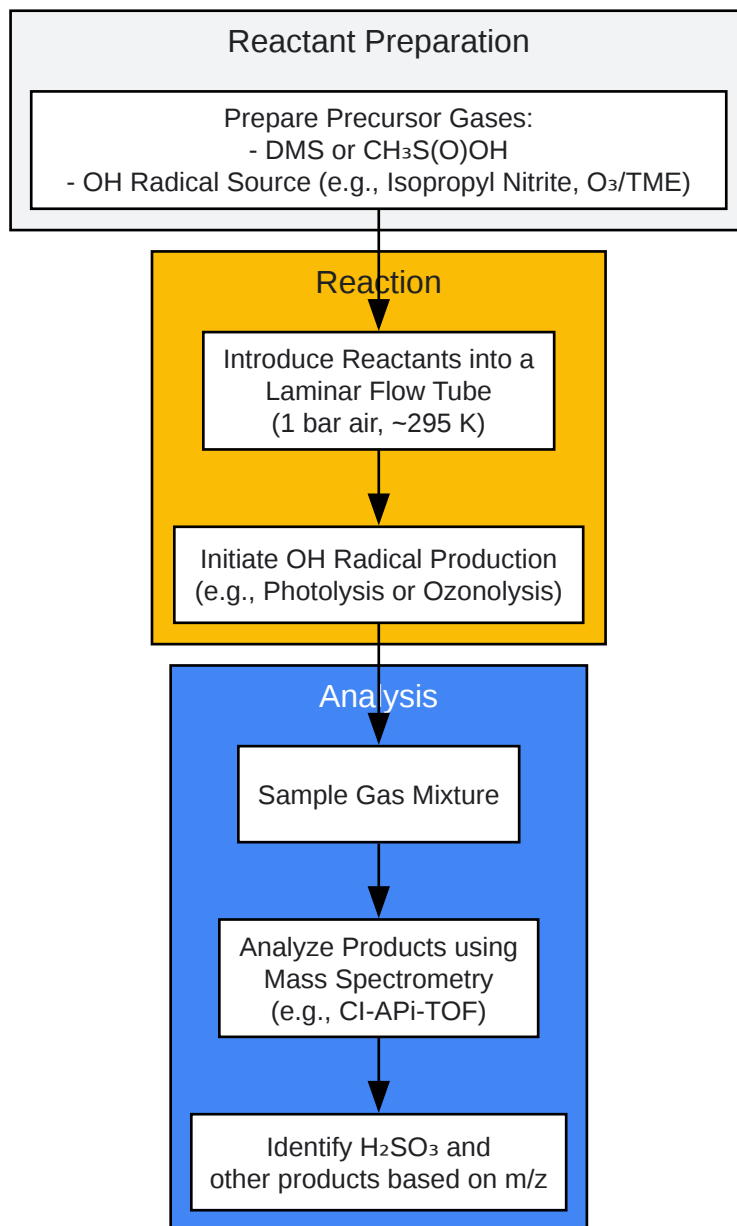 Reactant Preparation
Prepare Precursor Gases:
- DMS or CH₃S(O)OH
- OH Radical Source (e.g., Isopropyl Nitrite, O₃/TME)
Reaction
Introduce Reactants into a
Laminar Flow Tube
(1 bar air, ~295 K)
Initiate OH Radical Production
(e.g., Photolysis or Ozonolysis)
Analysis
Sample Gas Mixture
Analyze Products using
Mass Spectrometry
(e.g., CI-APi-TOF)
Identify H₂SO₃ and
other products based on m/z